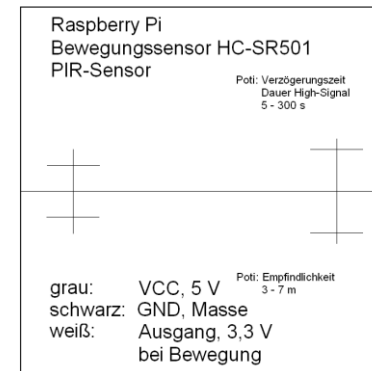 Raspberry Pi
Bewegungssensor HC-SR501
PIR-Sensor
Poti: Verzögerungszeit
Dauer High-Signal
5 - 300 s
Poti: Empfindlichkeit
3 - 7 m
grau: VCC, 5 V
schwarz: GND, Masse
weiß: Ausgang, 3,3 V
bei Bewegung